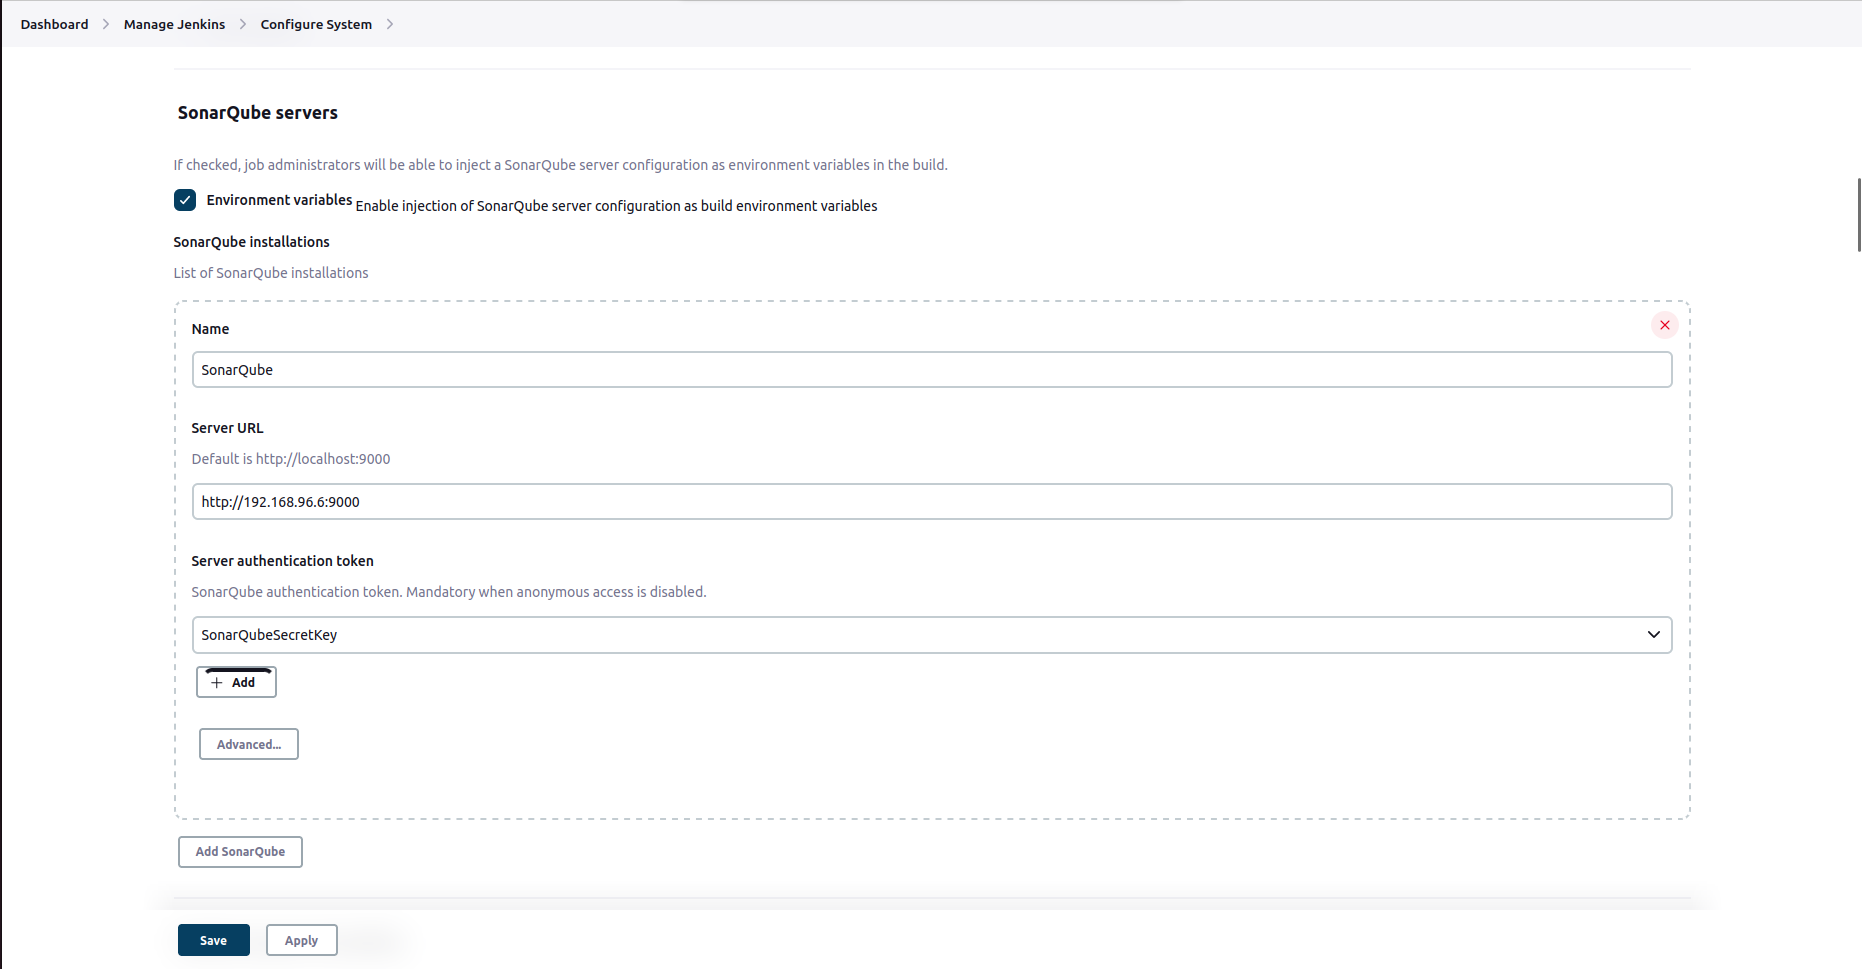 Dashboard > Manage Jenkins > Configure System >
SonarQube servers
If checked, job administrators will be able to inject a SonarQube server configuration as environment variables in the build.
Environment variables Enable injection of SonarQube server configuration as build environment variables
SonarQube installations
List of SonarQube installations
Name
SonarQube
Server URL
Default is http://localhost:9000
http://192.168.96.6:9000
Server authentication token
SonarQube authentication token. Mandatory when anonymous access is disabled.
SonarQubeSecretKey
+ Add
Advanced...
Add SonarQube
Save Apply